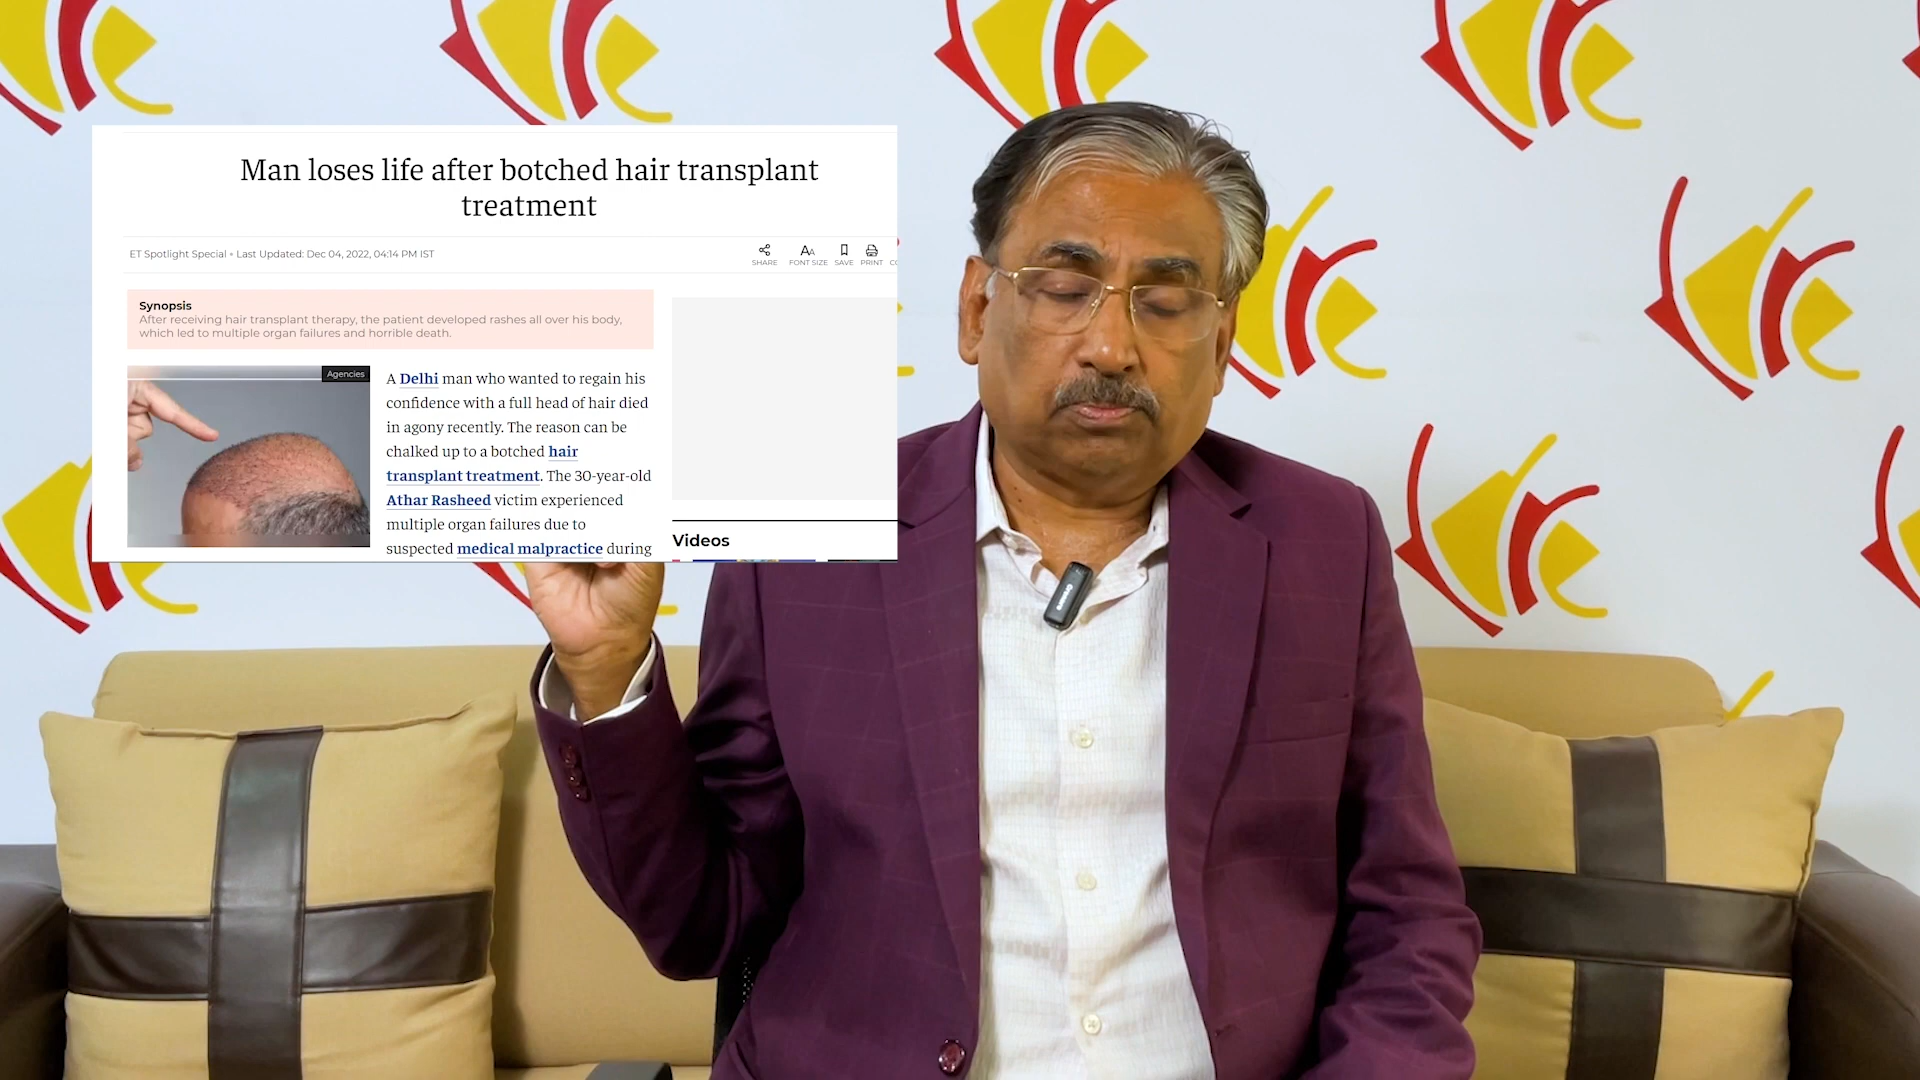 Man loses life after botched hair transplant
treatment
ET Spotlight Special • Last Updated: Dec 04, 2022, 04:14 PM IST
SHARE
FONT SIZE
SAVE
PRINT
Synopsis
After receiving hair transplant therapy, the patient developed rashes all over his body,
which led to multiple organ failures and horrible death.
Agencies
A Delhi man who wanted to regain his
confidence with a full head of hair died
in agony recently. The reason can be
chalked up to a botched hair
transplant treatment. The 30-year-old
Athar Rasheed victim experienced
multiple organ failures due to
suspected medical malpractice during
Videos